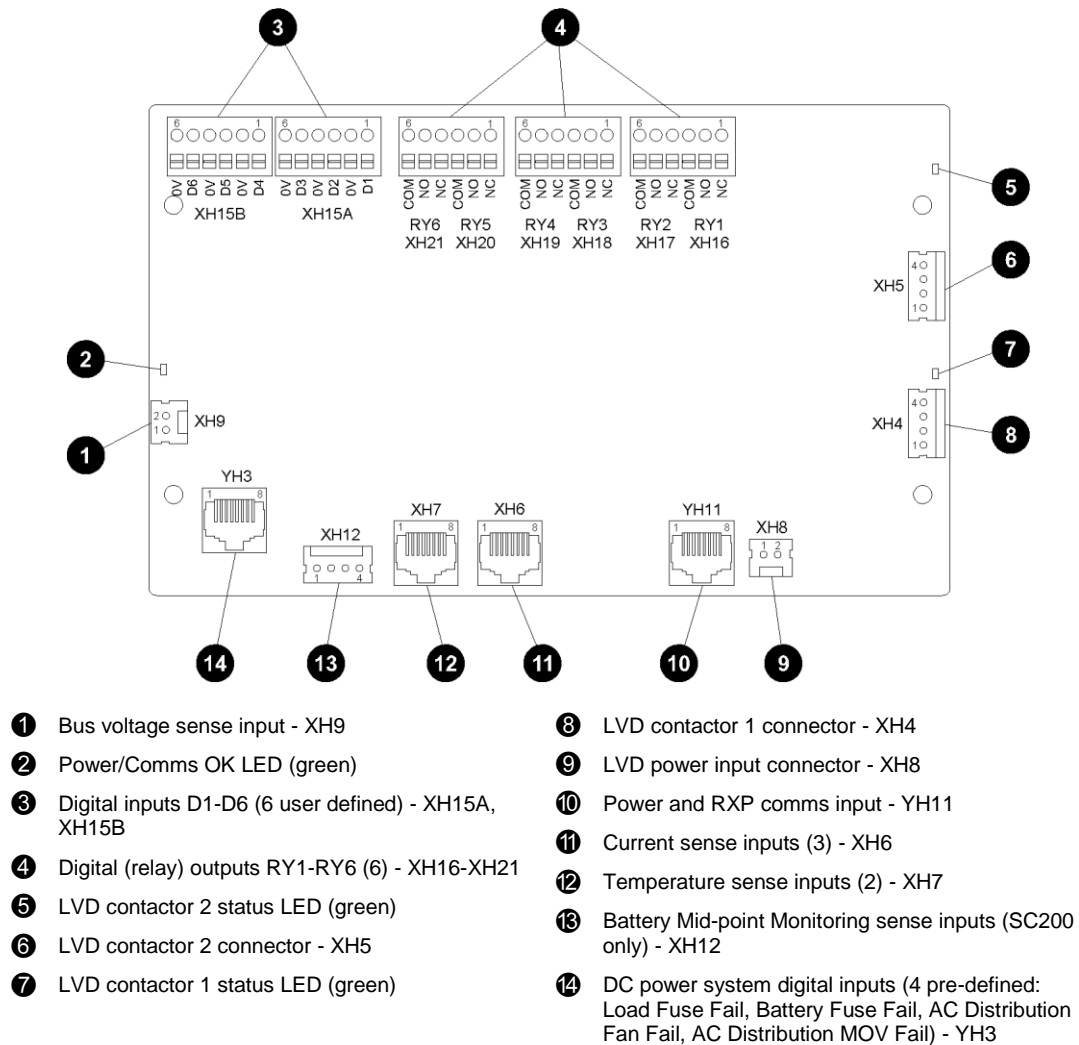 3
4
6 1
6 1
6 1
6 1
6 1
0V D6 0V D5 0V D4
0V D3 0V D2 0V D1
COM NO NC COM NO NC
COM NO NC COM NO NC
COM NO NC COM NO NC
XH15B
XH15A
RY6 RY5 RY4 RY3 RY2 RY1
XH21 XH20 XH19 XH18 XH17 XH16
5
6
XH5
4
1
2
7
XH9
2
1
1
XH4
4
1
8
YH3
1 8
XH12
1 4
XH7
1 8
XH6
1 8
YH11
1 8
XH8
1 2
14
13
12
11
10
9
1 Bus voltage sense input - XH9
2 Power/Comms OK LED (green)
3 Digital inputs D1-D6 (6 user defined) - XH15A,
XH15B
4 Digital (relay) outputs RY1-RY6 (6) - XH16-XH21
5 LVD contactor 2 status LED (green)
6 LVD contactor 2 connector - XH5
7 LVD contactor 1 status LED (green)
8 LVD contactor 1 connector - XH4
9 LVD power input connector - XH8
10 Power and RXP comms input - YH11
11 Current sense inputs (3) - XH6
12 Temperature sense inputs (2) - XH7
13 Battery Mid-point Monitoring sense inputs (SC200
only) - XH12
14 DC power system digital inputs (4 pre-defined:
Load Fuse Fail, Battery Fuse Fail, AC Distribution
Fan Fail, AC Distribution MOV Fail) - YH3